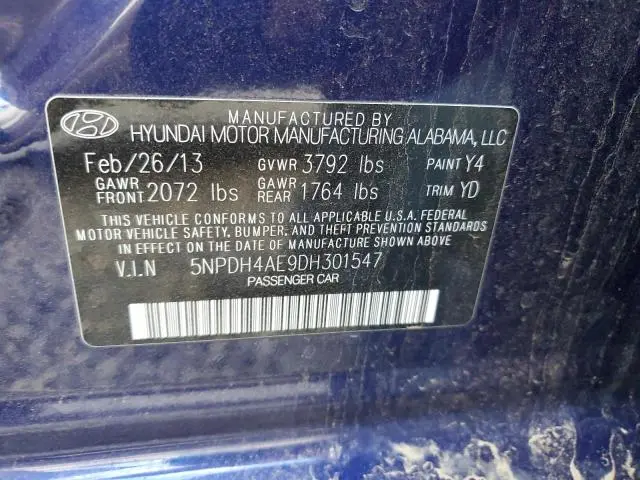 MANUFACTURED BY
HYUNDAI MOTOR MANUFACTURING ALABAMA, LLC
Feb/26/13 GVWR 3792 lbs PAINT Y4
GAWR FRONT 2072 lbs GAWR REAR 1764 lbs TRIM YD
THIS VEHICLE CONFORMS TO ALL APPLICABLE U.S.A. FEDERAL
MOTOR VEHICLE SAFETY, BUMPER, AND THEFT PREVENTION STANDARDS
IN EFFECT ON THE DATE OF MANUFACTURE SHOWN ABOVE
V.I.N 5NPDH4AE9DH301547
PASSENGER CAR